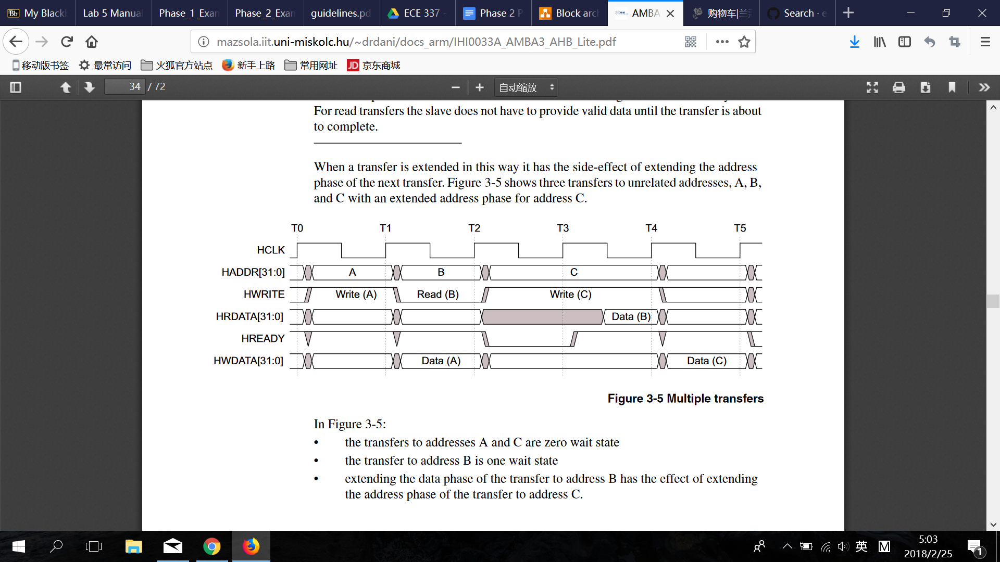 My Black
Lab 5 Manua
Phase_1_Exan
Phase_2_Exan
guidelines.pd
ECE 337 -
Phase 2 P
Block arc
AMBA
购物车|兰
Search · e
mazsola.iit.uni-miskolc.hu/~drdani/docs_arm/IHI0033A_AMBA3_AHB_Lite.pdf
移动版书签
最常访问
火狐官方站点
新手上路
常用网址
JD 京东商城
34 / 72
自动缩放
For read transfers the slave does not have to provide valid data until the transfer is about
to complete.
When a transfer is extended in this way it has the side-effect of extending the address
phase of the next transfer. Figure 3-5 shows three transfers to unrelated addresses, A, B,
and C with an extended address phase for address C.
T0 T1 T2 T3 T4 T5
HCLK
HADDR[31:0] A B C
HWRITE Write (A) Read (B) Write (C)
HRDATA[31:0] Data (B)
HREADY
HWDATA[31:0] Data (A) Data (C)
Figure 3-5 Multiple transfers
In Figure 3-5:
• the transfers to addresses A and C are zero wait state
• the transfer to address B is one wait state
• extending the data phase of the transfer to address B has the effect of extending
the address phase of the transfer to address C.
英 M
5:03
2018/2/25
1